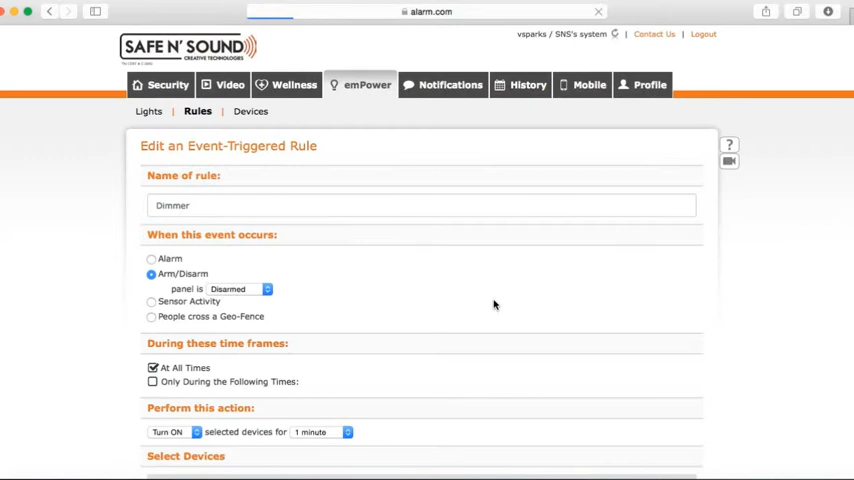 alarm.com
vsparks / SNS's system | Contact Us | Logout
SAFE N' SOUND
CREATIVE TECHNOLOGIES
Security Video Wellness emPower Notifications History Mobile Profile
Lights | Rules | Devices
Edit an Event-Triggered Rule
?
Name of rule:
Dimmer
When this event occurs:
Alarm
Arm/Disarm
panel is Disarmed
Sensor Activity
People cross a Geo-Fence
During these time frames:
At All Times
Only During the Following Times:
Perform this action:
Turn ON selected devices for 1 minute
Select Devices